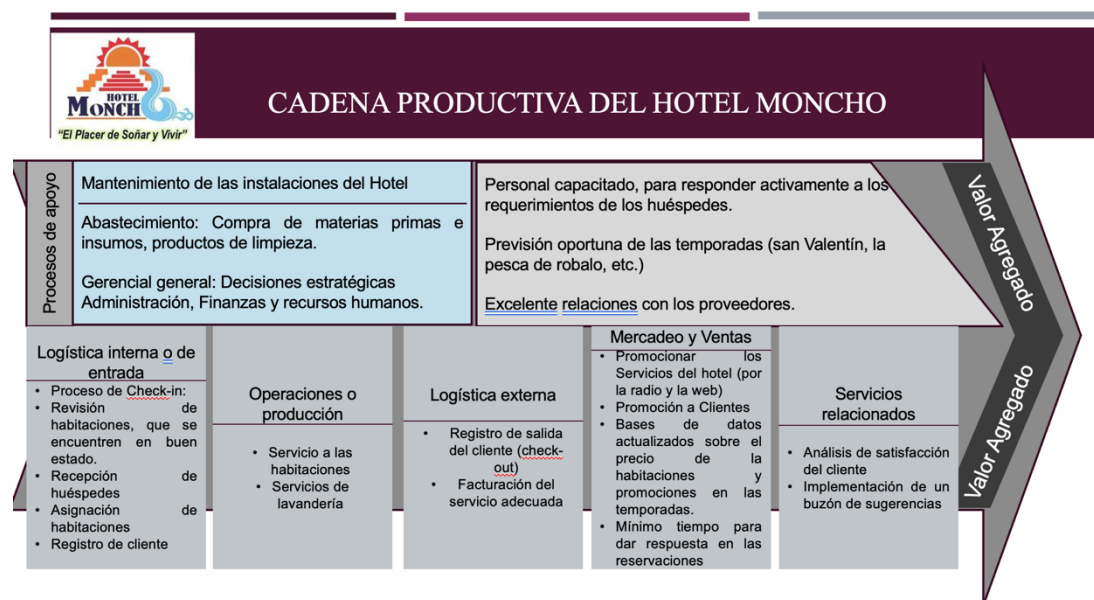 HOTEL
MONCH
“El Placer de Soñar y Vivir”
CADENA PRODUCTIVA DEL HOTEL MONCHO
Procesos de apoyo
Mantenimiento de las instalaciones del Hotel
Abastecimiento: Compra de materias primas e
insumos, productos de limpieza.
Gerencial general: Decisiones estratégicas
Administración, Finanzas y recursos humanos.
Personal capacitado, para responder activamente a los
requerimientos de los huéspedes.
Previsión oportuna de las temporadas (san Valentín, la
pesca de robalo, etc.)
Excelente relaciones con los proveedores.
Valor Agregado
Valor Agregado
Logística interna o de
entrada
• Proceso de Check-in:
• Revisión de
habitaciones, que se
encuentren en buen
estado.
• Recepción de
huéspedes
• Asignación de
habitaciones
• Registro de cliente
Operaciones o
producción
• Servicio a las
habitaciones
• Servicios de
lavandería
Logística externa
• Registro de salida
del cliente (check-
out)
• Facturación del
servicio adecuada
Mercadeo y Ventas
• Promocionar los
Servicios del hotel (por
la radio y la web)
• Promoción a Clientes
• Bases de datos
actualizados sobre el
precio de la
habitaciones y
promociones en las
temporadas.
• Mínimo tiempo para
dar respuesta en las
reservaciones
Servicios
relacionados
• Análisis de satisfacción
del cliente
• Implementación de un
buzón de sugerencias